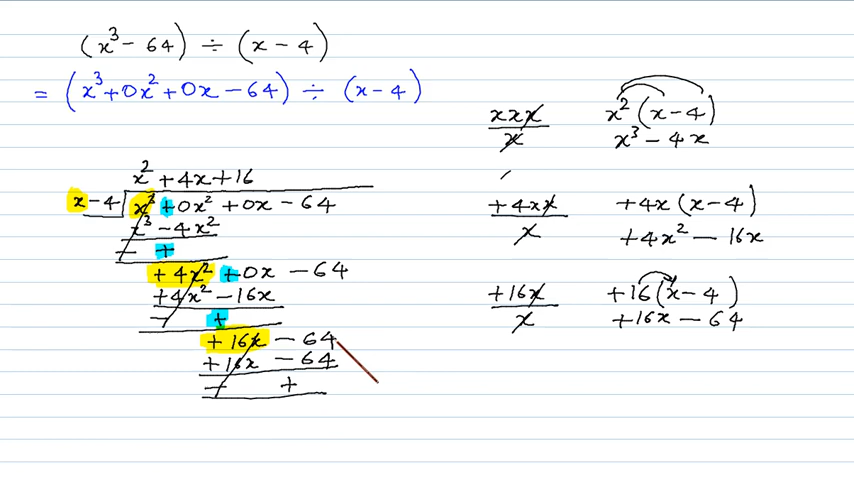 (x³ - 64) ÷ (x - 4)
= (x³ + 0x² + 0x - 64) ÷ (x - 4)
x² + 4x + 16
x - 4 | x³ + 0x² + 0x - 64
x³ - 4x²
- +
+ 4x² + 0x - 64
+ 4x² - 16x
- +
+ 16x - 64
+ 16x - 64
- +
xxx / x
x² (x - 4)
x³ - 4x
+ 4xx / x
+ 4x (x - 4)
+ 4x² - 16x
+ 16x / x
+ 16 (x - 4)
+ 16x - 64